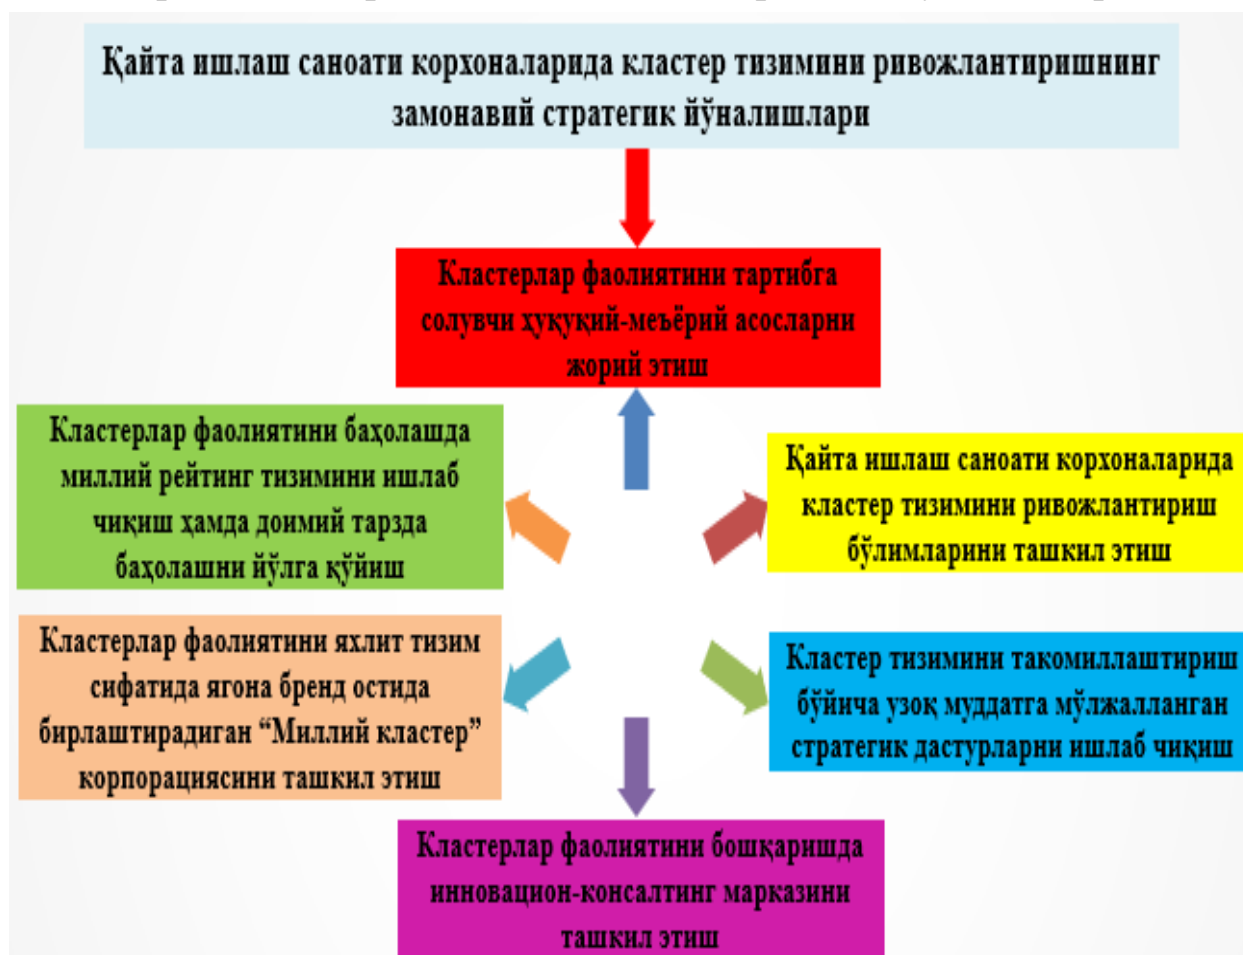 Қайта ишлаш саноати корхоналарида кластер тизимини ривожлантиришнинг
замонавий стратегик йўналишлари
Кластерлар фаолиятини тартибга
солувчи ҳуқуқий-меъёрий асосларни
жорий этиш
Кластерлар фаолиятини баҳолашда
миллий рейтинг тизимини ишлаб
чиқиш ҳамда доимий тарзда
баҳолашни йўлга қўйиш
Қайта ишлаш саноати корхоналарида
кластер тизимини ривожлантириш
бўлимларини ташкил этиш
Кластерлар фаолиятини яхлит тизим
сифатида ягона бренд остида
бирлаштирадиган “Миллий кластер”
корпорациясини ташкил этиш
Кластер тизимини такомиллаштириш
бўйича узоқ муддатга мўлжалланган
стратегик дастурларни ишлаб чиқиш
Кластерлар фаолиятини бошқаришда
инновацион-консалтинг марказини
ташкил этиш